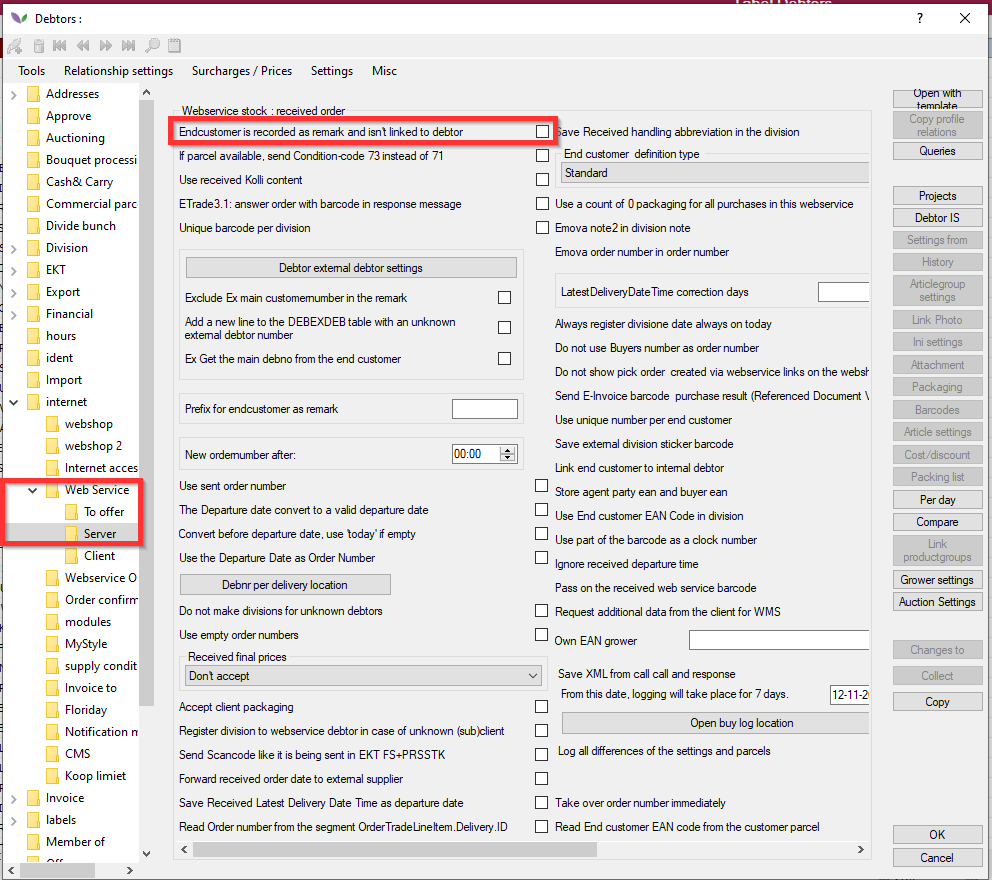 Label Debtors
Debtors :
?
Tools Relationship settings Surcharges / Prices Settings Misc
Addresses
Approve
Auctioning
Bouquet processi
Cash& Carry
Commercial parc
Divide bunch
Division
EKT
Export
Financial
hours
ident
Import
internet
webshop
webshop 2
Internet acces
Web Service
To offer
Server
Client
Webservice O
Order confirm
modules
MyStyle
supply condit
Invoice to
Floriday
Notification m
CMS
Koop limiet
Invoice
labels
Member of
Webservice stock : received order
Endcustomer is recorded as remark and isn't linked to debtor
If parcel available, send Condition-code 73 instead of 71
Use received Kolli content
ETrade3.1: answer order with barcode in response message
Unique barcode per division
Debtor external debtor settings
Exclude Ex main customernumber in the remark
Add a new line to the DEBEXDEB table with an unknown
external debtor number
Ex Get the main debno from the end customer
Prefix for endcustomer as remark
New ordernumber after:
00:00
Use sent order number
The Departure date convert to a valid departure date
Convert before departure date, use 'today' if empty
Use the Departure Date as Order Number
Debnr per delivery location
Do not make divisions for unknown debtors
Use empty order numbers
Received final prices
Don't accept
Accept client packaging
Register division to webservice debtor in case of unknown (sub)client
Send Scancode like it is being sent in EKT FS+PRSSTK
Forward received order date to external supplier
Save Received Latest Delivery Date Time as departure date
Read Order number from the segment OrderTradeLineItem.Delivery.ID
Save Received handling abbreviation in the division
End customer definition type
Standard
Use a count of 0 packaging for all purchases in this webservice
Emova note2 in division note
Emova order number in order number
LatestDeliveryDateTime correction days
Always register divisione date always on today
Do not use Buyers number as order number
Do not show pick order created via webservice links on the websh
Send E-Invoice barcode purchase result (Referenced Document V
Use unique number per end customer
Save external division sticker barcode
Link end customer to internal debtor
Store agent party ean and buyer ean
Use End customer EAN Code in division
Use part of the barcode as a clock number
Ignore received departure time
Pass on the received web service barcode
Request additional data from the client for WMS
Own EAN grower
Save XML from call call and response
From this date, logging will take place for 7 days.
12-11-20
Open buy log location
Log all differences of the settings and parcels
Take over order number immediately
Read End customer EAN code from the customer parcel
Open with
template
Copy profile
relations
Queries
Projects
Debtor IS
Settings from
History
Articlegroup
settings
Link Photo
Ini settings
Attachment
Packaging
Barcodes
Article settings
Cost/discount
Packing list
Per day
Compare
Link
productgroups
Grower settings
Auction Settings
Changes to
Collect
Copy
OK
Cancel